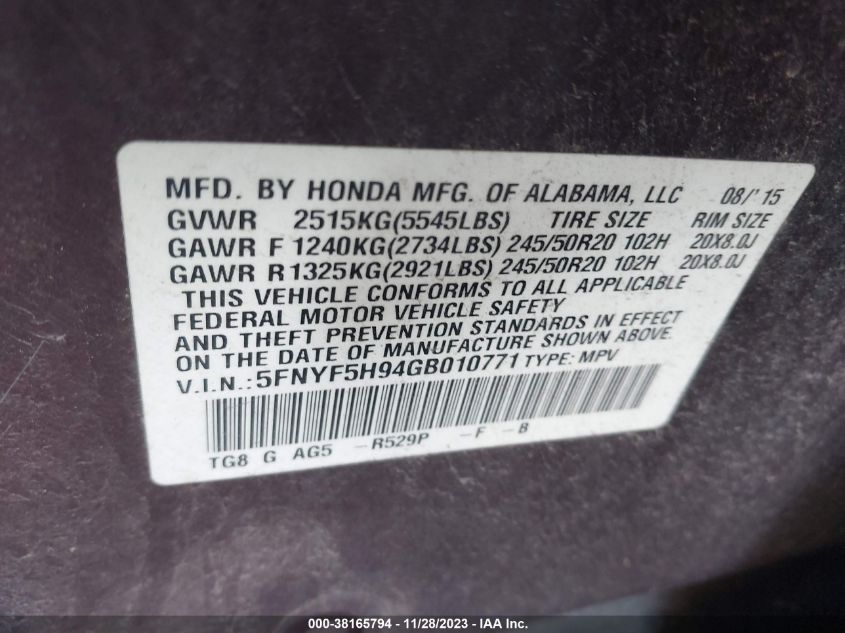 MFD. BY HONDA MFG. OF ALABAMA, LLC 08/'15
GVWR 2515KG(5545LBS) TIRE SIZE RIM SIZE
GAWR F 1240KG(2734LBS) 245/50R20 102H 20X8.0J
GAWR R 1325KG(2921LBS) 245/50R20 102H 20X8.0J
THIS VEHICLE CONFORMS TO ALL APPLICABLE
FEDERAL MOTOR VEHICLE SAFETY
AND THEFT PREVENTION STANDARDS IN EFFECT
ON THE DATE OF MANUFACTURE SHOWN ABOVE.
V.I.N.: 5FNYF5H94GB010771 TYPE: MPV
TG8 G AG5 -R529P -F -8
000-38165794 - 11/28/2023 - IAA Inc.